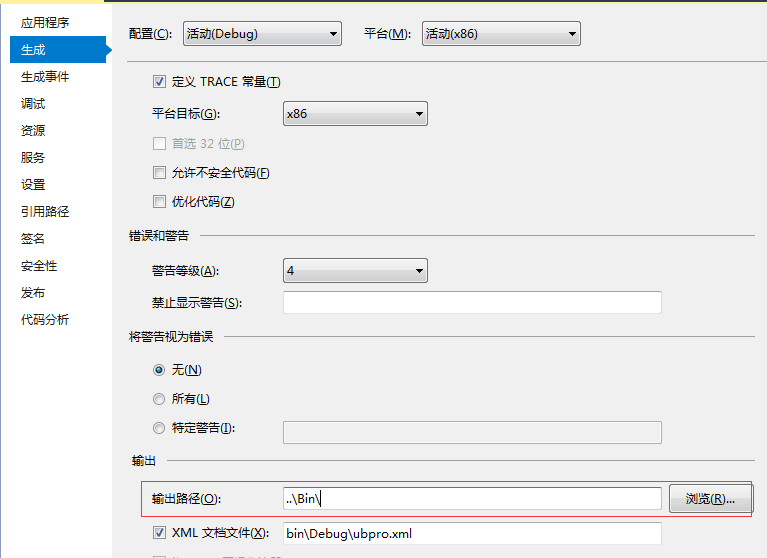 应用程序
生成
生成事件
调试
资源
服务
设置
引用路径
签名
安全性
发布
代码分析
配置(C): 活动(Debug) 平台(M): 活动(x86)
定义 TRACE 常量(T)
平台目标(G): x86
首选 32 位(P)
允许不安全代码(F)
优化代码(Z)
错误和警告
警告等级(A): 4
禁止显示警告(S):
将警告视为错误
无(N)
所有(L)
特定警告(I):
输出
输出路径(O): ..\Bin\ 浏览(R)...
XML 文档文件(X): bin\Debug\ubpro.xml